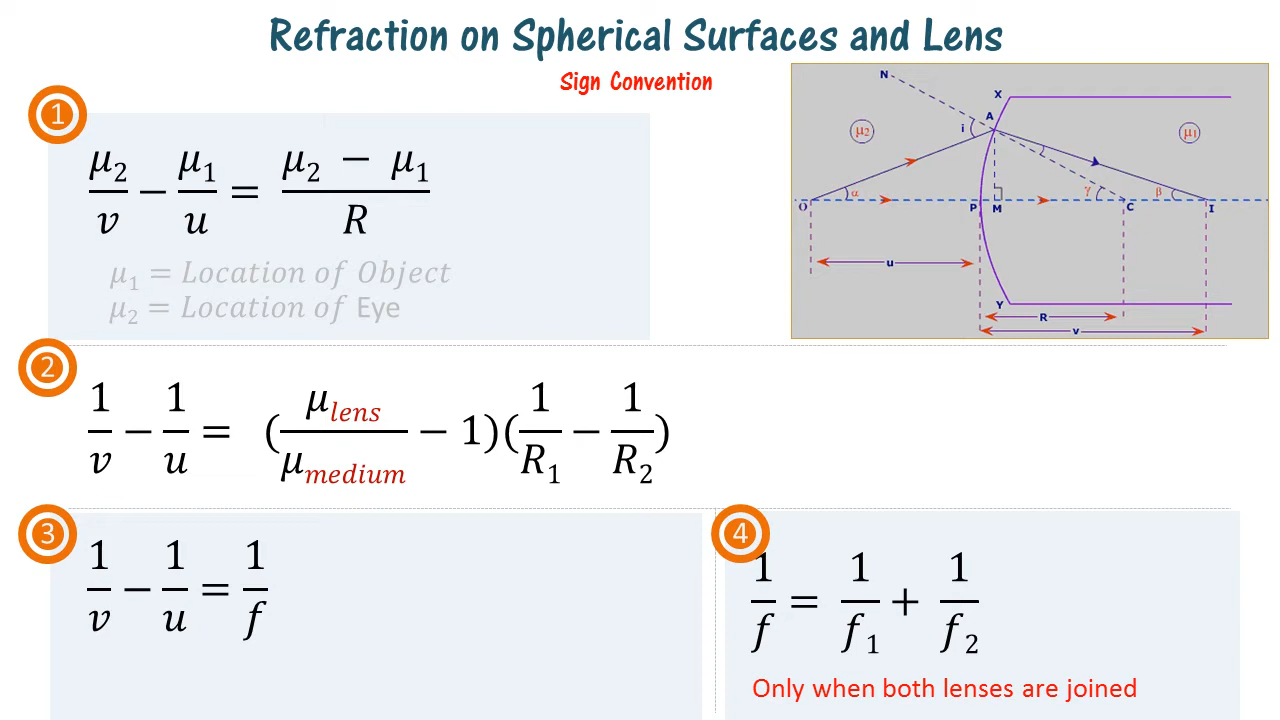 Refraction on Spherical Surfaces and Lens
Sign Convention
1
μ₂/v − μ₁/u = (μ₂ − μ₁)/R
μ₁ = Location of Object
μ₂ = Location of Eye
N
X
A
i
μ₂
μ₁
O
α
P
M
γ
C
β
I
u
Y
R
v
2
1/v − 1/u = (μ_lens/μ_medium − 1)(1/R₁ − 1/R₂)
3
1/v − 1/u = 1/f
4
1/f = 1/f₁ + 1/f₂
Only when both lenses are joined